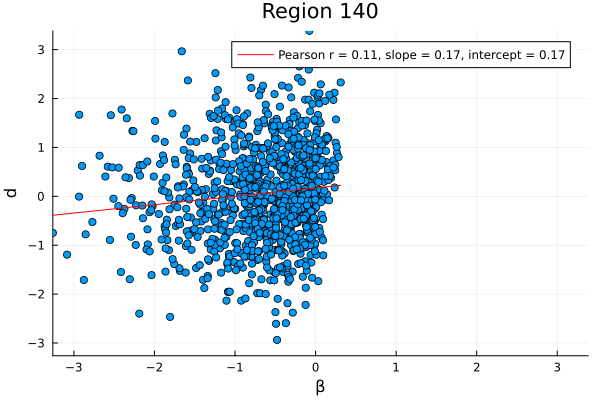 Region 140
Pearson r = 0.11, slope = 0.17, intercept = 0.17
3
2
1
0
−1
−2
−3
d
−3 −2 −1 0 1 2 3
β